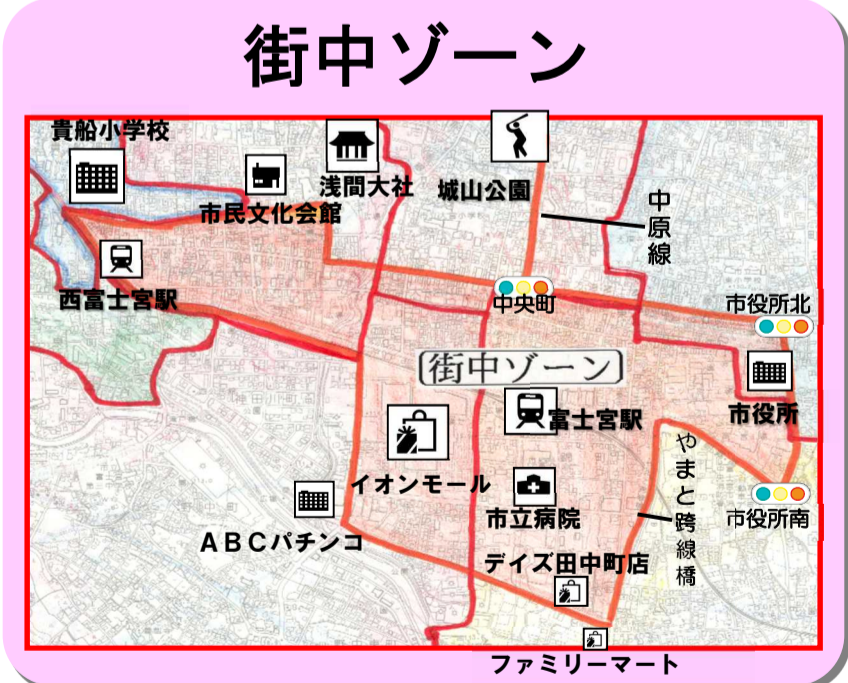 街中ゾーン
貴船小学校
浅間大社
城山公園
市民文化会館
中原線
西富士宮駅
中央町
市役所北
街中ゾーン
富士宮駅
市役所
イオンモール
やまと跨線橋
市立病院
市役所南
ABCパチンコ
デイズ田中町店
ファミリーマート